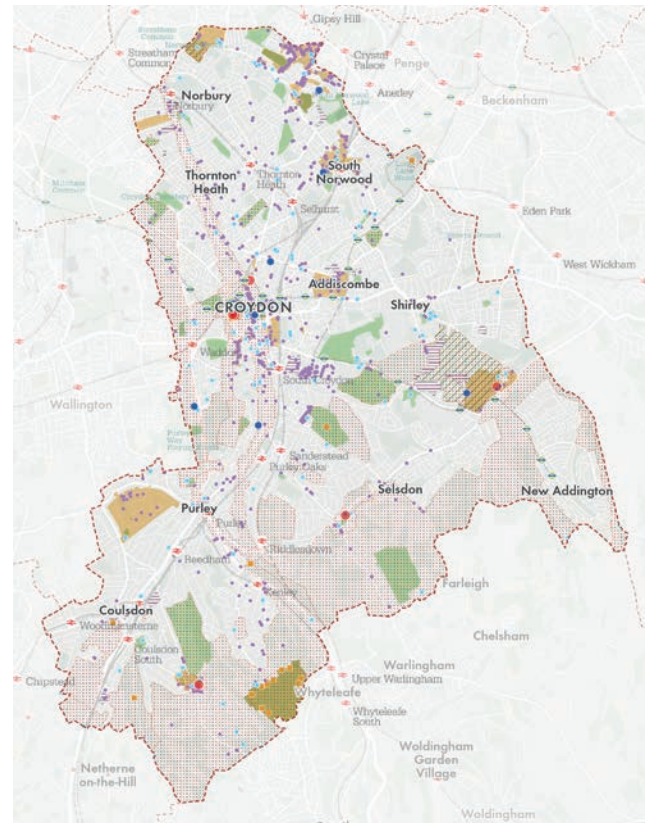 Gipsy Hill
Streatham
Common
Crystal
Palace
Penge
Norbury
Norbury
Anerley
Beckenham
Thornton
Heath
Thornton
Heath
South
Norwood
Selhurst
Eden Park
West Wickham
Addiscombe
CROYDON
Shirley
Waddon
South Croydon
Wallington
Sanderstead
Purley Oaks
Selsdon
New Addington
Purley
Purley
Riddlesdown
Reedham
Kenley
Farleigh
Coulsdon
Woodmansterne
Coulsdon
South
Chelsham
Chipstead
Warlingham
Upper Warlingham
Whyteleafe
Whyteleafe
South
Woldingham
Garden
Village
Netherne
on-the-Hill
Woldingham